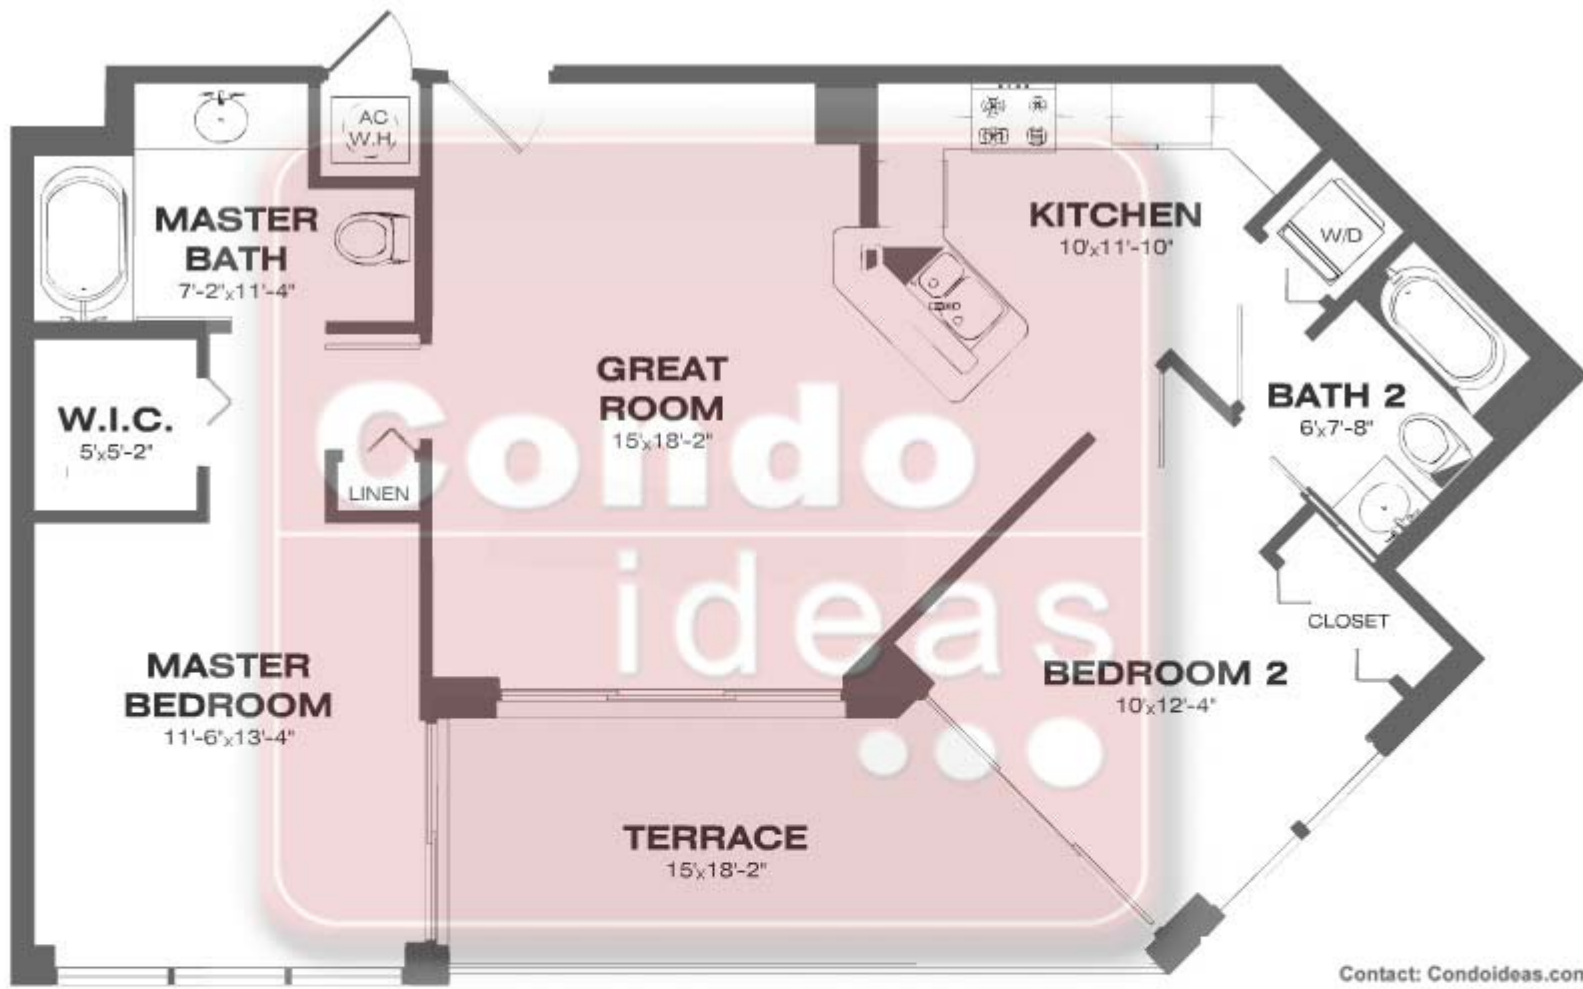 AC
W.H.
MASTER
BATH
7'-2"x11'-4"
KITCHEN
10'x11'-10"
W/D
GREAT
ROOM
15'x18'-2"
W.I.C.
5'x5'-2"
BATH 2
6'x7'-8"
LINEN
Condo
ideas
CLOSET
MASTER
BEDROOM
11'-6"x13'-4"
BEDROOM 2
10'x12'-4"
TERRACE
15'x18'-2"
Contact: Condoideas.com